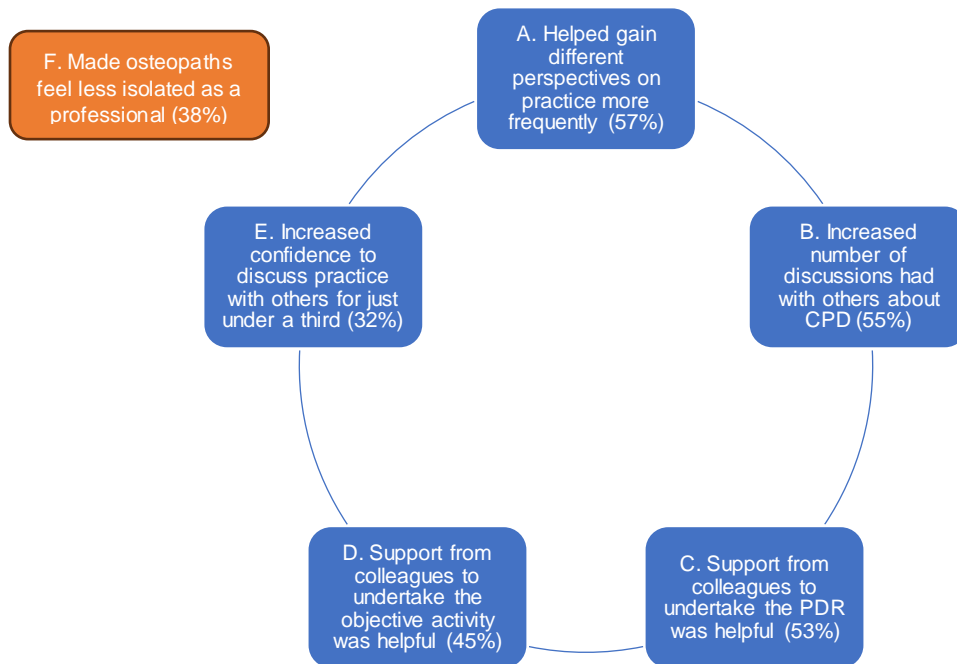 F. Made osteopaths
feel less isolated as a
professional (38%)
A. Helped gain
different
perspectives on
practice more
frequently (57%)
B. Increased
number of
discussions had
with others about
CPD (55%)
C. Support from
colleagues to
undertake the PDR
was helpful (53%)
D. Support from
colleagues to
undertake the
objective activity
was helpful (45%)
E. Increased
confidence to
discuss practice
with others for just
under a third (32%)